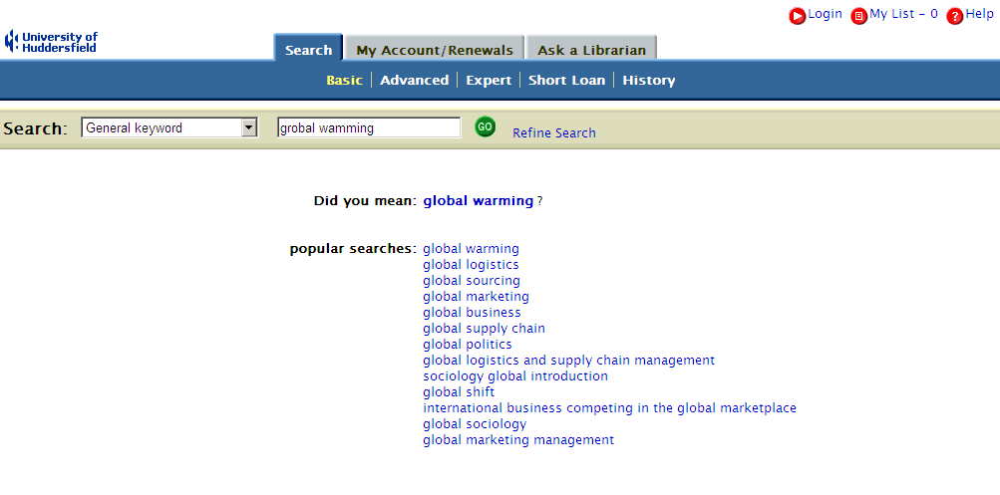 Login My List - 0 Help
University of
Huddersfield
Search My Account/Renewals Ask a Librarian
Basic Advanced Expert Short Loan History
Search: General keyword grobal wamming GO Refine Search
Did you mean: global warming ?
popular searches: global warming
global logistics
global sourcing
global marketing
global business
global supply chain
global politics
global logistics and supply chain management
sociology global introduction
global shift
international business competing in the global marketplace
global sociology
global marketing management